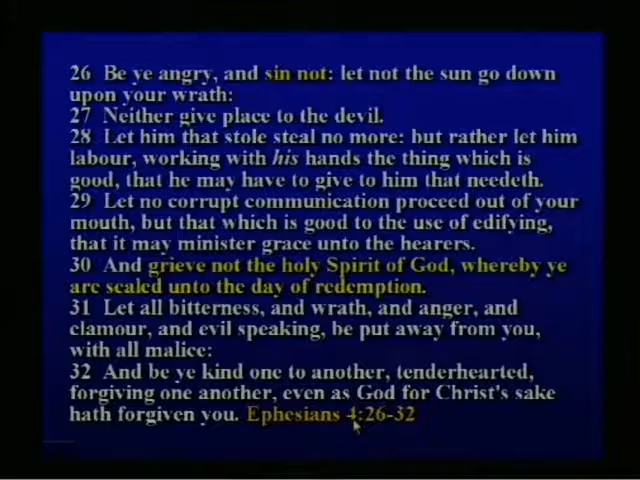 26  Be ye angry, and sin not: let not the sun go down
upon your wrath:
27  Neither give place to the devil.
28  Let him that stole steal no more: but rather let him
labour, working with his hands the thing which is
good, that he may have to give to him that needeth.
29  Let no corrupt communication proceed out of your
mouth, but that which is good to the use of edifying,
that it may minister grace unto the hearers.
30  And grieve not the holy Spirit of God, whereby ye
are sealed unto the day of redemption.
31  Let all bitterness, and wrath, and anger, and
clamour, and evil speaking, be put away from you,
with all malice:
32  And be ye kind one to another, tenderhearted,
forgiving one another, even as God for Christ's sake
hath forgiven you. Ephesians 4:26-32